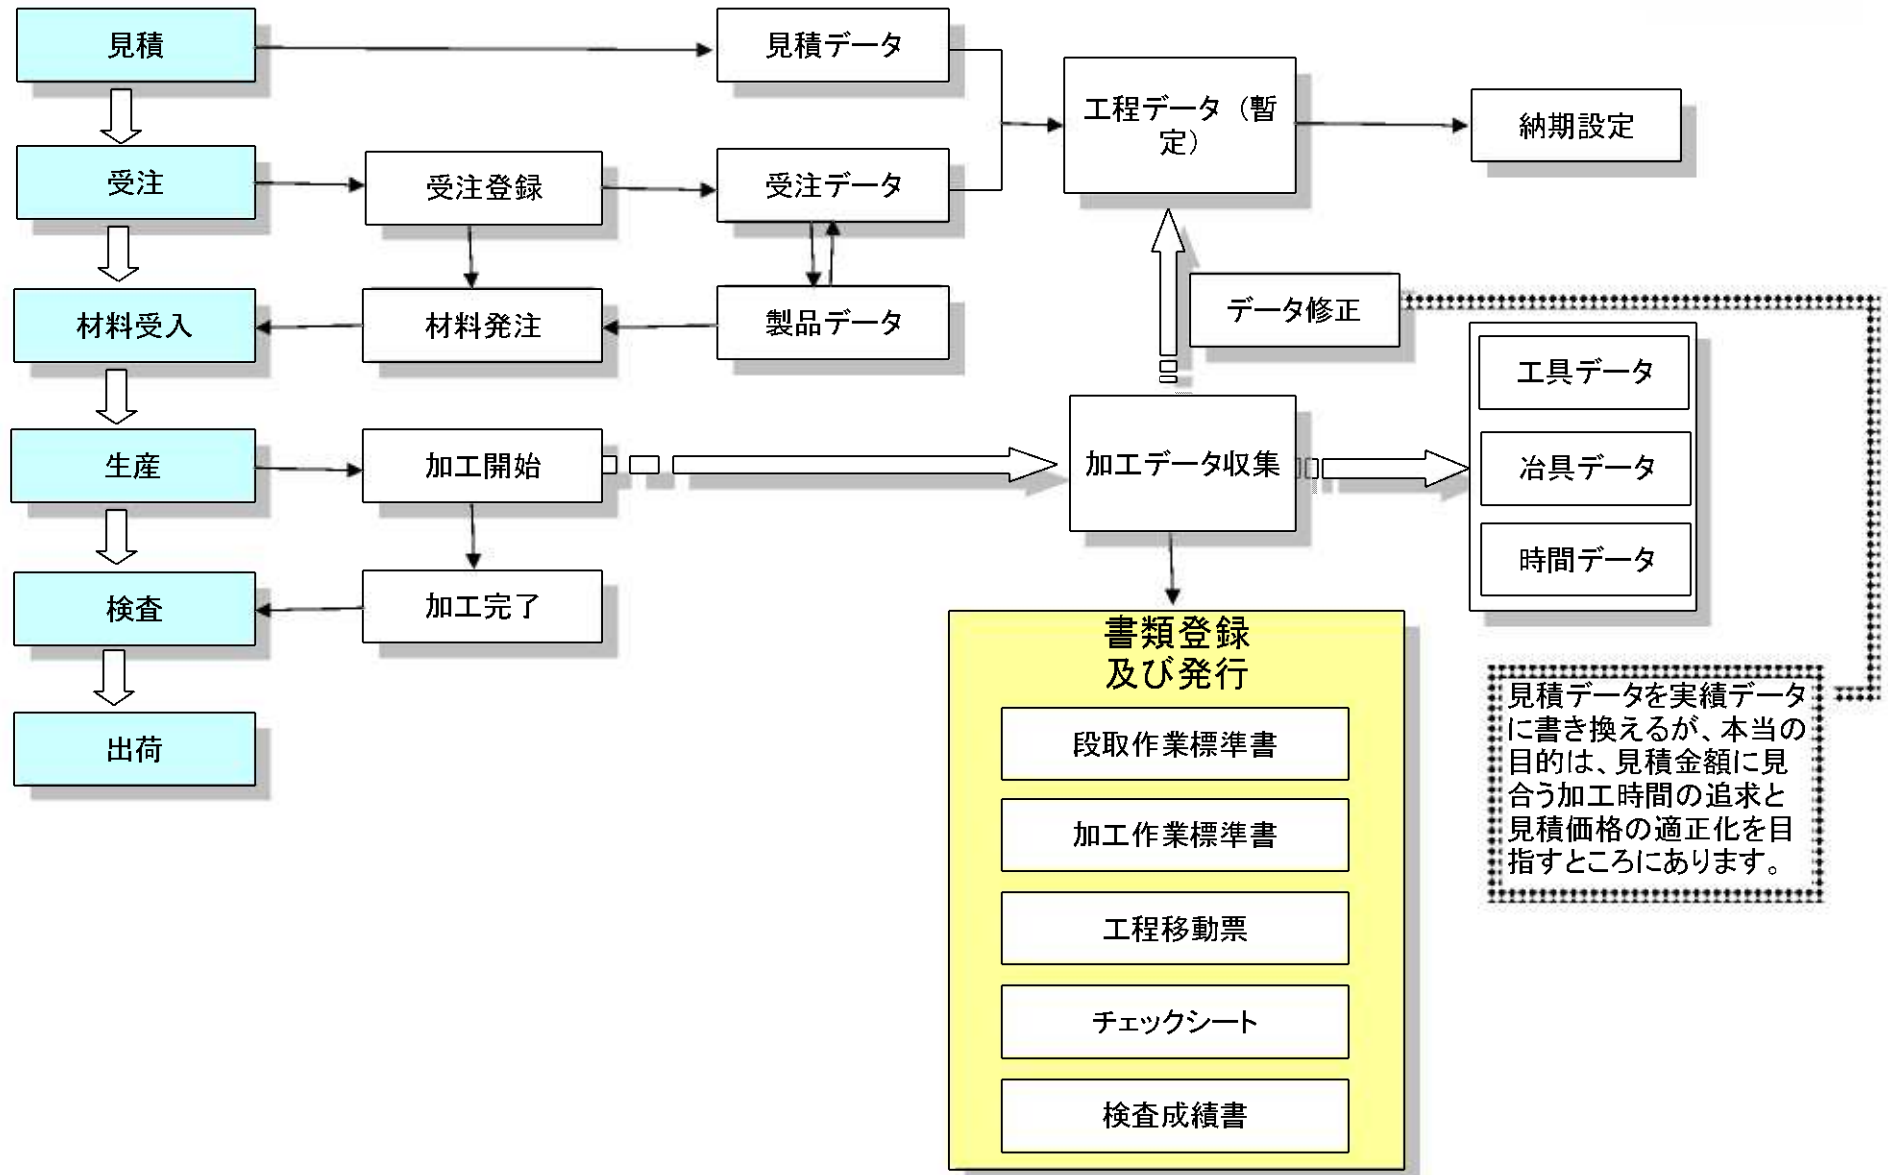 見積
見積データ
工程データ（暫
定）
納期設定
受注
受注登録
受注データ
材料受入
材料発注
製品データ
データ修正
工具データ
生産
加工開始
加工データ収集
冶具データ
時間データ
検査
加工完了
出荷
書類登録
及び発行
段取作業標準書
加工作業標準書
工程移動票
チェックシート
検査成績書
見積データを実績データ
に書き換えるが、本当の
目的は、見積金額に見
合う加工時間の追求と
見積価格の適正化を目
指すところにあります。